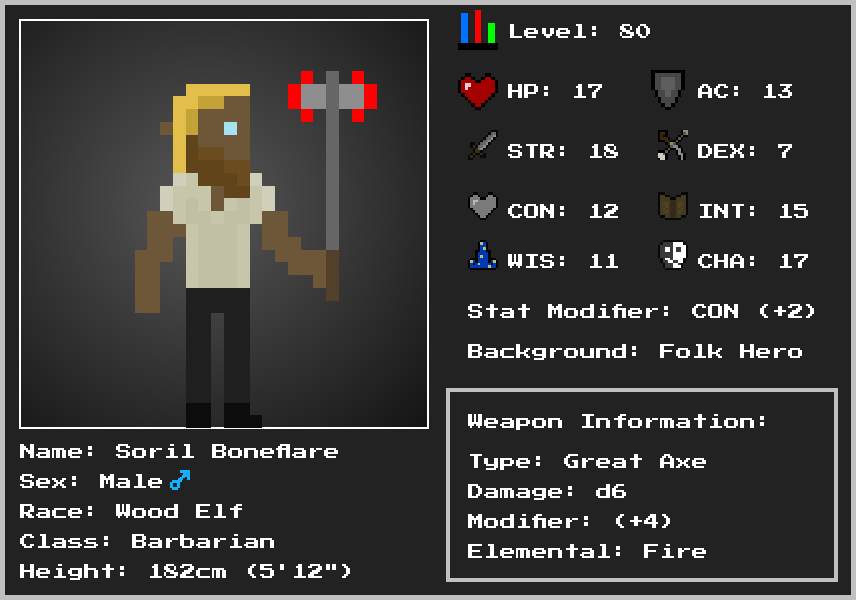 Level: 80
HP: 17 AC: 13
STR: 18 DEX: 7
CON: 12 INT: 15
WIS: 11 CHA: 17
Stat Modifier: CON (+2)
Background: Folk Hero
Name: Soril Boneflare
Sex: Male♂
Race: Wood Elf
Class: Barbarian
Height: 182cm (5'12")
Weapon Information:
Type: Great Axe
Damage: d6
Modifier: (+4)
Elemental: Fire